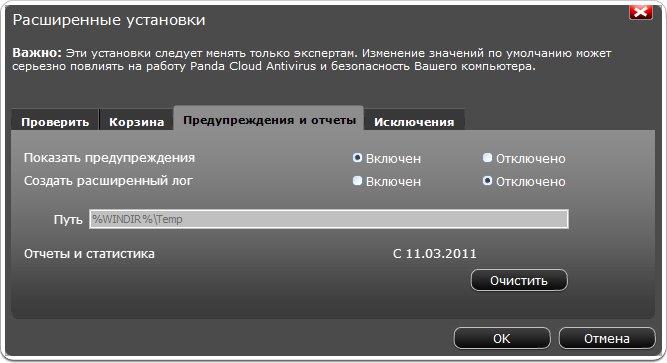 Расширенные установки
Важно: Эти установки следует менять только экспертам. Изменение значений по умолчанию может
серьезно повлиять на работу Panda Cloud Antivirus и безопасность Вашего компьютера.
Проверить Корзина Предупреждения и отчеты Исключения
Показать предупреждения Включен Отключено
Создать расширенный лог Включен Отключено
Путь %WINDIR%\Temp
Отчеты и статистика С 11.03.2011
Очистить
OK Отмена